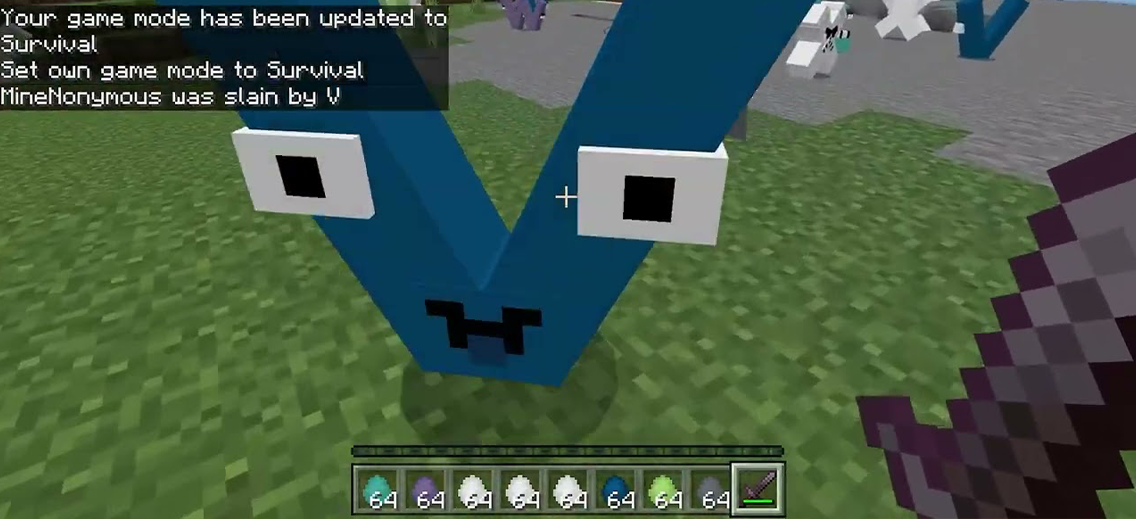 Your game mode has been updated to
Survival
Set own game mode to Survival
MineNonymous was slain by V
64 64 64 64 64 64 64 64